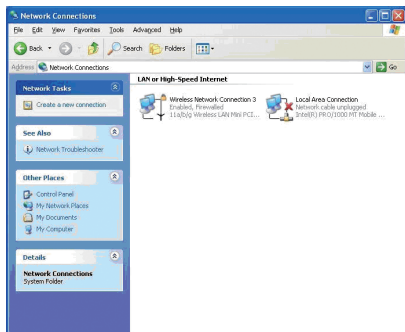 Network Connections
File Edit View Favorites Tools Advanced Help
Back Search Folders
Address Network Connections Go
Network Tasks
Create a new connection
See Also
Network Troubleshooter
Other Places
Control Panel
My Network Places
My Documents
My Computer
Details
Network Connections
System Folder
LAN or High-Speed Internet
Wireless Network Connection 3
Enabled, Firewalled
11a/b/g Wireless LAN Mini PCI...
Local Area Connection
Network cable unplugged
Intel(R) PRO/1000 MT Mobile ...